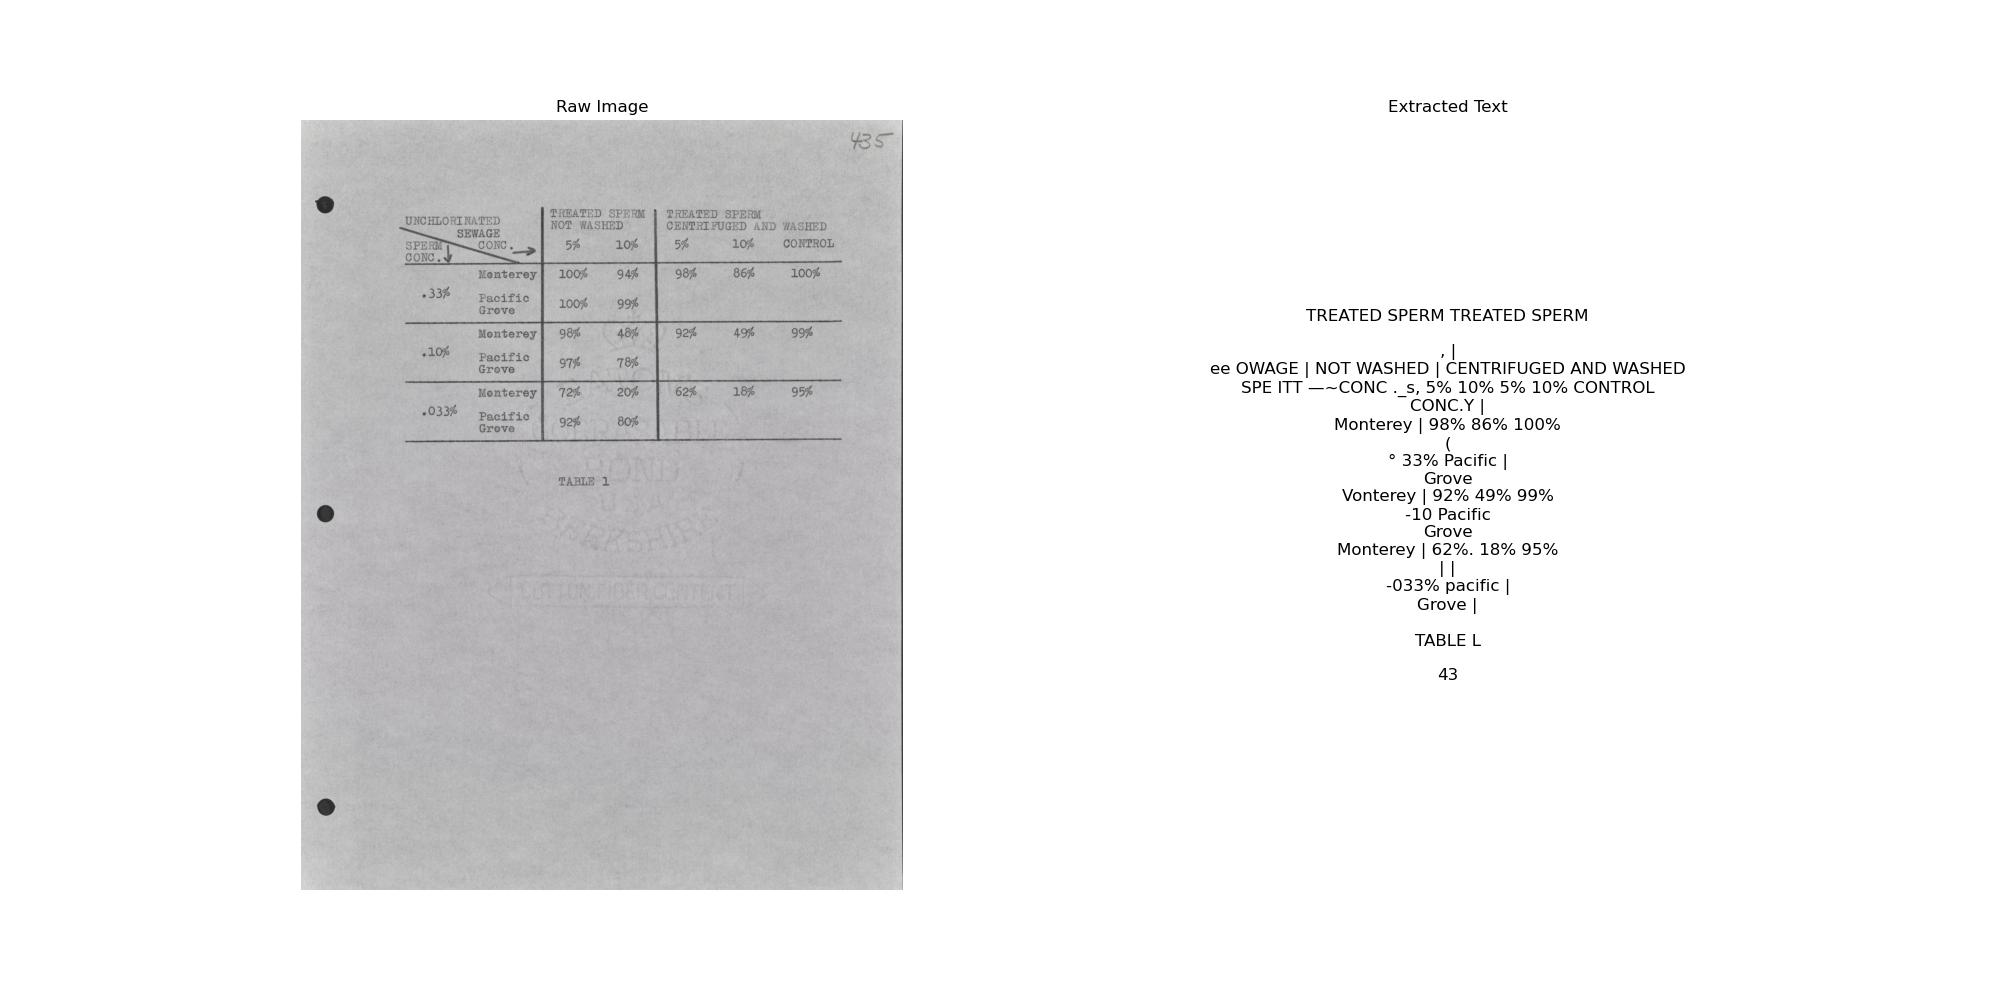 Raw Image
435
UNCHLORINATED SEWAGE CONC.
SPERM CONC.
TREATED SPERM NOT WASHED
TREATED SPERM CENTRIFUGED AND WASHED
5% 10% 5% 10% CONTROL
.33% Monterey 100% 94% 98% 86% 100%
Pacific Grove 100% 99%
.10% Monterey 98% 48% 92% 49% 99%
Pacific Grove 97% 78%
.033% Monterey 72% 20% 62% 18% 95%
Pacific Grove 92% 80%
TABLE 1
BERKSHIRE
Extracted Text
TREATED SPERM TREATED SPERM
, |
ee OWAGE | NOT WASHED | CENTRIFUGED AND WASHED
SPE ITT —~CONC ._s, 5% 10% 5% 10% CONTROL
CONC.Y |
Monterey | 98% 86% 100%
(
° 33% Pacific |
Grove
Vonterey | 92% 49% 99%
-10 Pacific
Grove
Monterey | 62%. 18% 95%
| |
-033% pacific |
Grove |
TABLE L
43